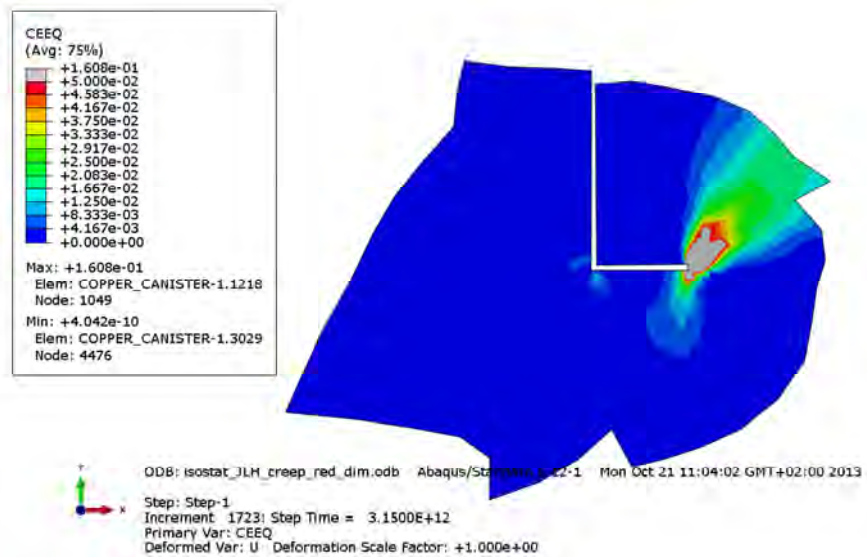 CEEQ
(Avg: 75%)
+1.608e-01
+5.000e-02
+4.583e-02
+4.167e-02
+3.750e-02
+3.333e-02
+2.917e-02
+2.500e-02
+2.083e-02
+1.667e-02
+1.250e-02
+8.333e-03
+4.167e-03
+0.000e+00
Max: +1.608e-01
Elem: COPPER_CANISTER-1.1218
Node: 1049
Min: +4.042e-10
Elem: COPPER_CANISTER-1.3029
Node: 4476
ODB: isostat_JLH_creep_red_dim.odb Abaqus/ Mon Oct 21 11:04:02 GMT+02:00 2013
Y
X
Step: Step-1
Increment 1723: Step Time = 3.1500E+12
Primary Var: CEEQ
Deformed Var: U Deformation Scale Factor: +1.000e+00